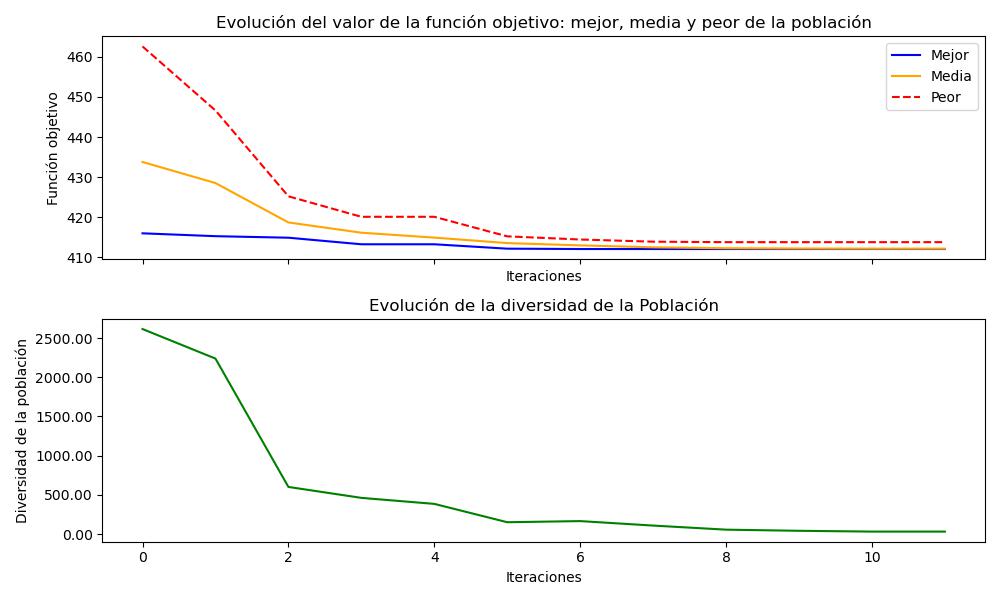 Evolución del valor de la función objetivo: mejor, media y peor de la población
Función objetivo
460
450
440
430
420
410
Mejor
Media
Peor
Iteraciones
Evolución de la diversidad de la Población
Diversidad de la población
2500.00
2000.00
1500.00
1000.00
500.00
0.00
0
2
4
6
8
10
Iteraciones